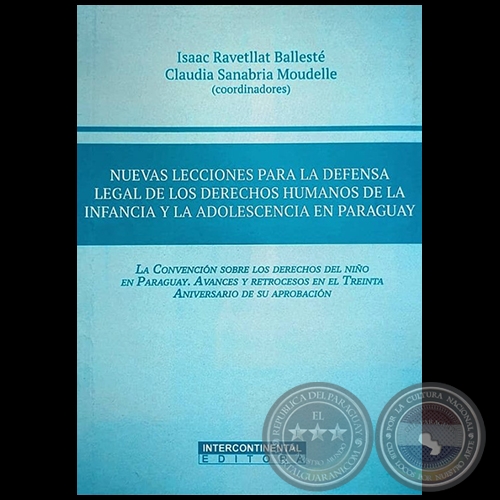 Isaac Ravetllat Ballesté
Claudia Sanabria Moudelle
(coordinadores)
NUEVAS LECCIONES PARA LA DEFENSA
LEGAL DE LOS DERECHOS HUMANOS DE LA
INFANCIA Y LA ADOLESCENCIA EN PARAGUAY
LA CONVENCIÓN SOBRE LOS DERECHOS DEL NIÑO
EN PARAGUAY. AVANCES Y RETROCESOS EN EL TREINTA
ANIVERSARIO DE SU APROBACIÓN
INTERCONTINENTAL
EDITORA
EL